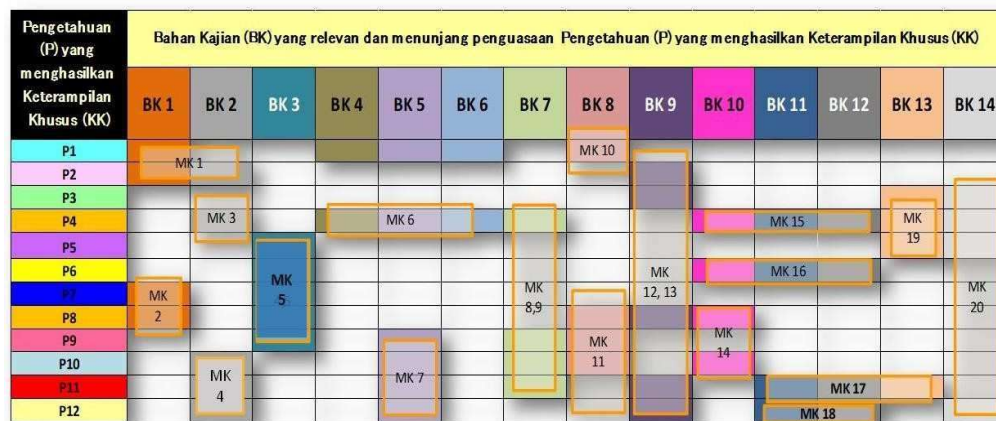 Pengetahuan
(P) yang
menghasilkan
Keterampilan
Khusus (KK)
Bahan Kajian (BK) yang relevan dan menunjang penguasaan Pengetahuan (P) yang menghasilkan Keterampilan Khusus (KK)
BK 1 BK 2 BK 3 BK 4 BK 5 BK 6 BK 7 BK 8 BK 9 BK 10 BK 11 BK 12 BK 13 BK 14
P1
MK 10
MK 1
P2
P3
P4
MK 3
MK 6
MK 15
MK
19
P5
P6
MK
5
MK
8,9
MK
12, 13
MK 16
MK
20
P7
MK
2
P8
P9
MK
11
MK
14
P10
MK
4
MK 7
P11
MK 17
P12
MK 18